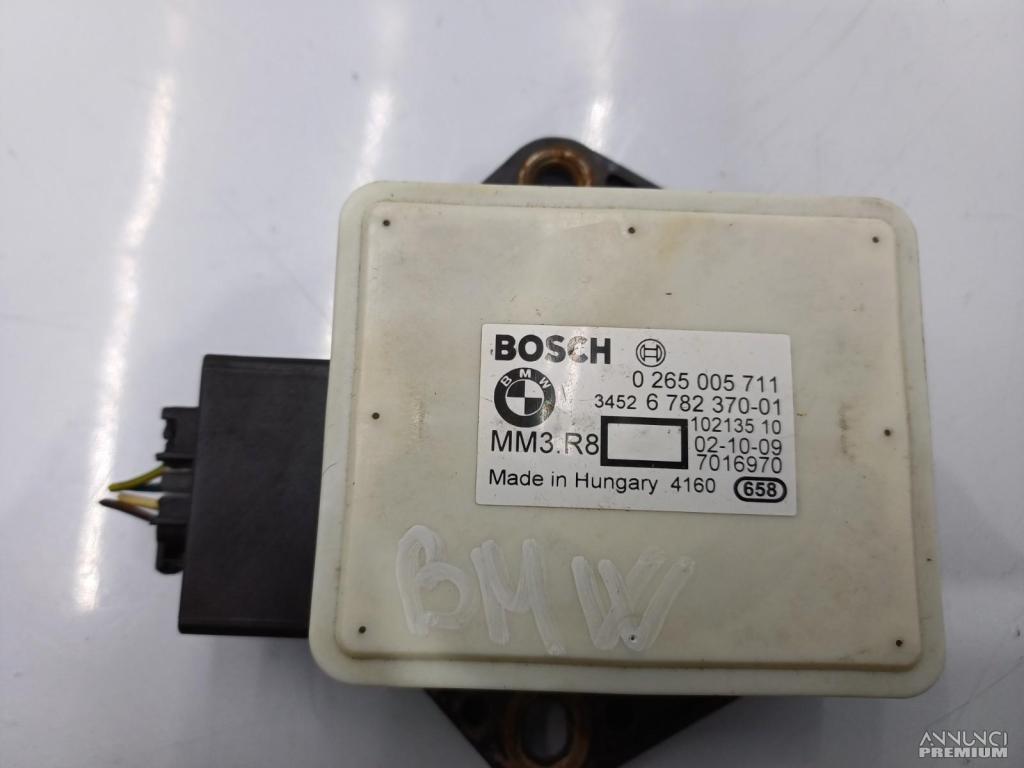 BOSCH
BMW
0 265 005 711
3452 6 782 370-01
102135 10
MM3.R8 02-10-09
7016970
Made in Hungary 4160 658
BMW
ANNUNCI
PREMIUM